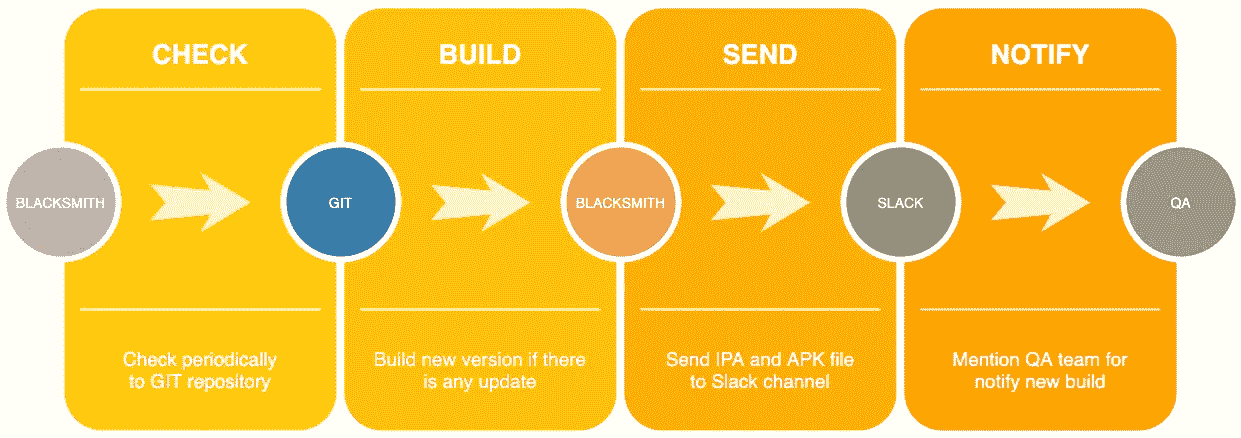 CHECK
BUILD
SEND
NOTIFY
BLACKSMITH
GIT
BLACKSMITH
SLACK
QA
Check periodically
to GIT repository
Build new version if there
is any update
Send IPA and APK file
to Slack channel
Mention QA team for
notify new build